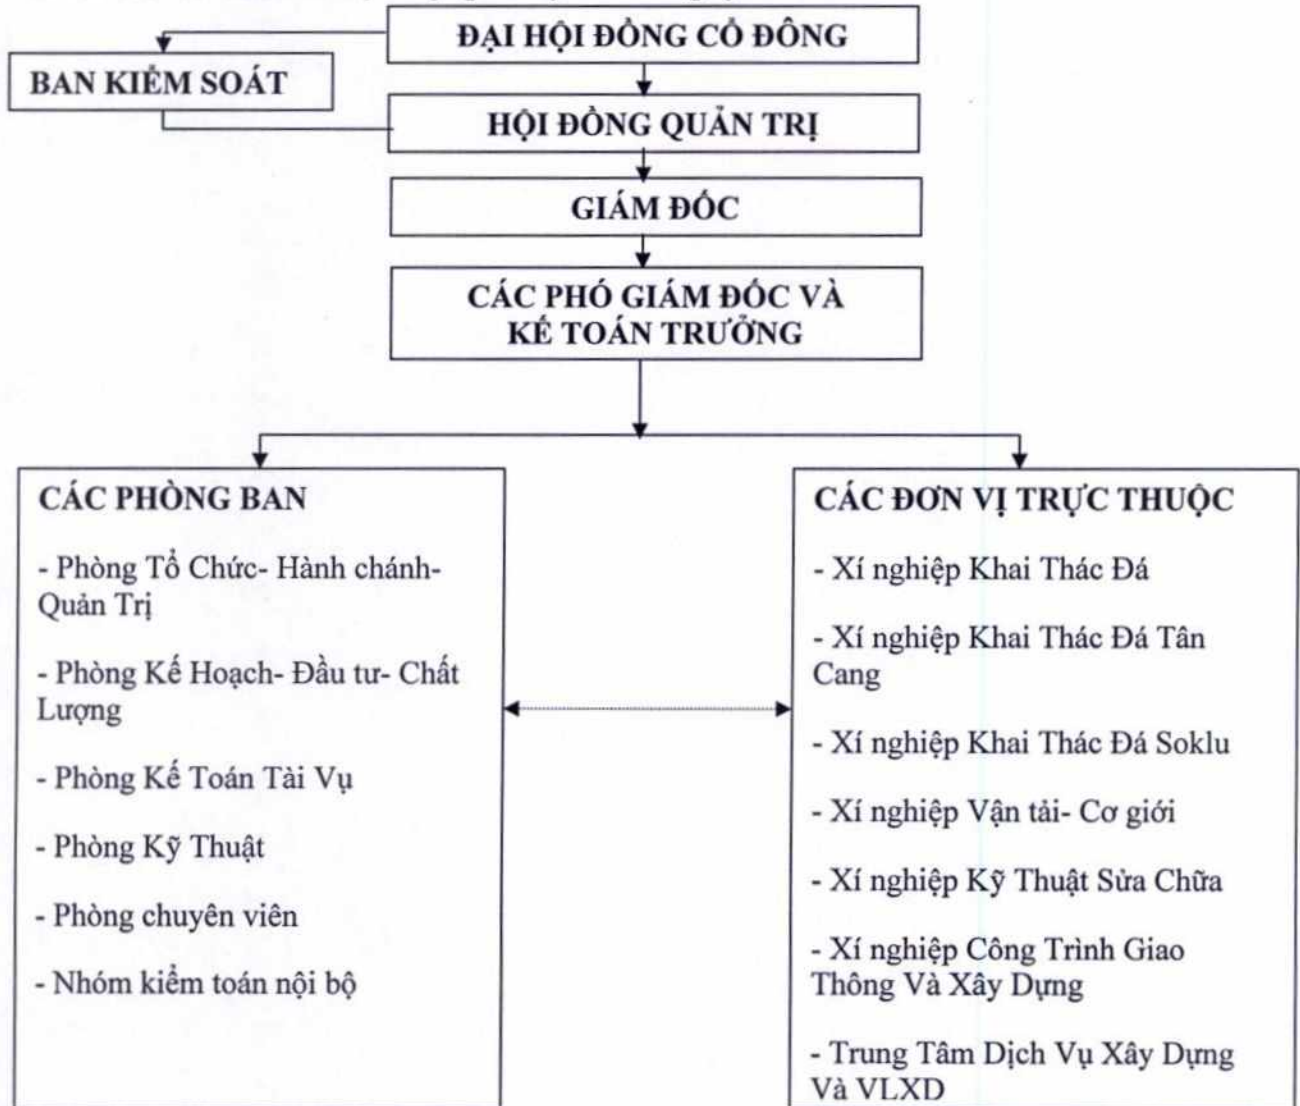 ĐẠI HỘI ĐỒNG CỔ ĐÔNG
BAN KIỂM SOÁT
HỘI ĐỒNG QUẢN TRỊ
GIÁM ĐỐC
CÁC PHÓ GIÁM ĐỐC VÀ
KẾ TOÁN TRƯỞNG
CÁC PHÒNG BAN
- Phòng Tổ Chức- Hành chánh-
Quản Trị
- Phòng Kế Hoạch- Đầu tư- Chất
Lượng
- Phòng Kế Toán Tài Vụ
- Phòng Kỹ Thuật
- Phòng chuyên viên
- Nhóm kiểm toán nội bộ
CÁC ĐƠN VỊ TRỰC THUỘC
- Xí nghiệp Khai Thác Đá
- Xí nghiệp Khai Thác Đá Tân
Cang
- Xí nghiệp Khai Thác Đá Soklu
- Xí nghiệp Vận tải- Cơ giới
- Xí nghiệp Kỹ Thuật Sửa Chữa
- Xí nghiệp Công Trình Giao
Thông Và Xây Dựng
- Trung Tâm Dịch Vụ Xây Dựng
Và VLXD